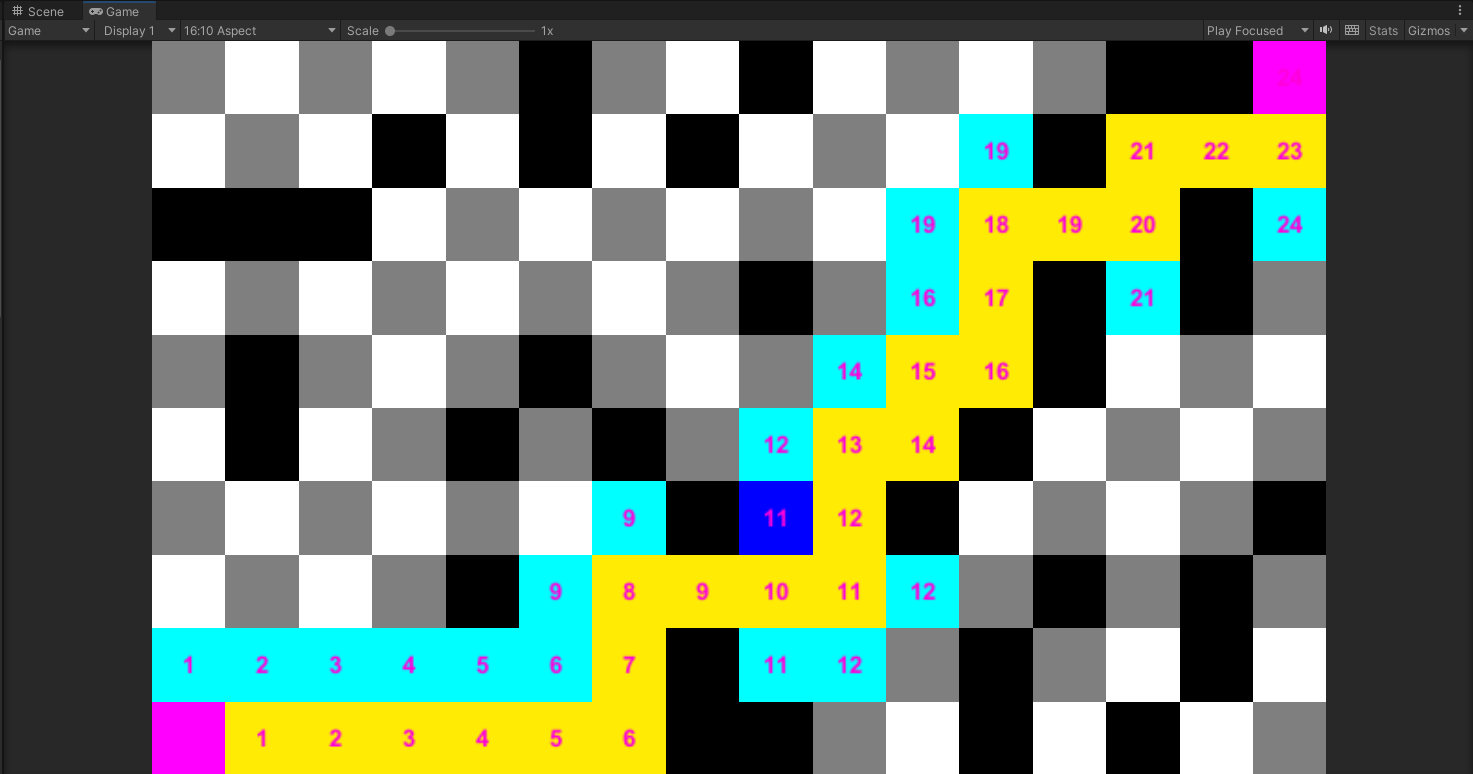 Scene Game
Game Display 1 16:10 Aspect Scale 1x Play Focused Stats Gizmos
24
19 21 22 23
19 18 19 20 24
16 17 21
14 15 16
12 13 14
9 11 12
9 8 9 10 11 12
1 2 3 4 5 6 7 11 12
1 2 3 4 5 6